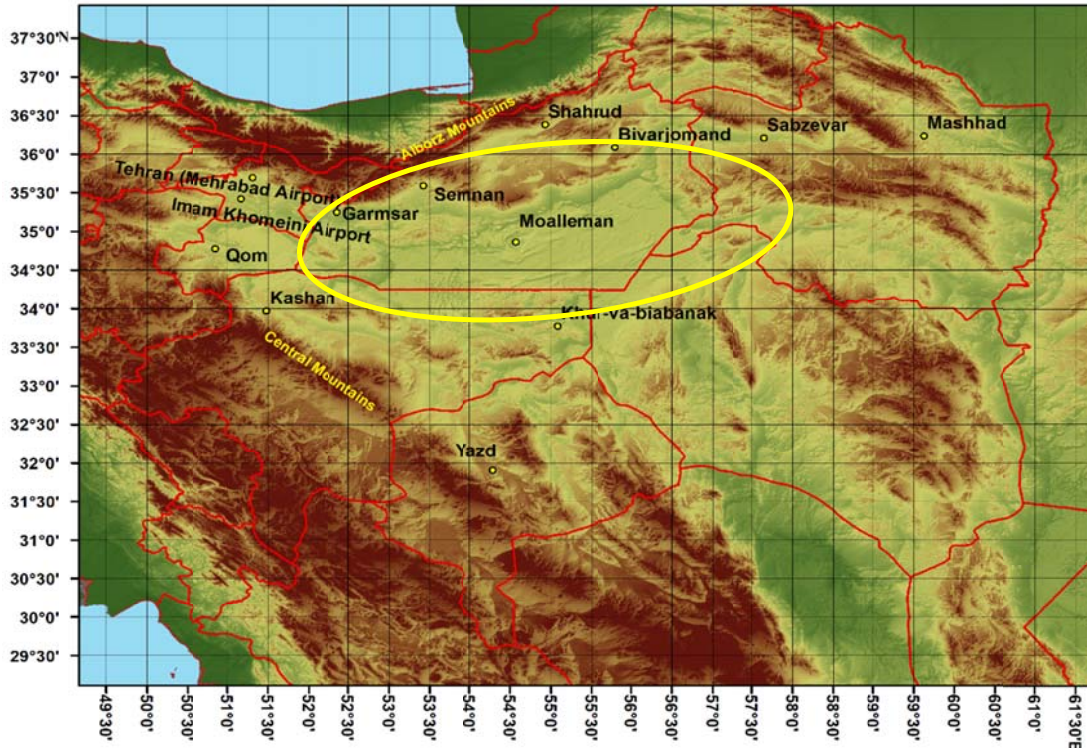 37°30'N
37°0'
36°30'
36°0'
35°30'
35°0'
34°30'
34°0'
33°30'
33°0'
32°30'
32°0'
31°30'
31°0'
30°30'
30°0'
29°30'
Alborz Mountains
Shahrud
Bivarjomand
Sabzevar
Mashhad
Tehran (Mehrabad Airport)
Semnan
Imam Khomeini Airport
Garmsar
Moalleman
Qom
Kashan
Khur-va-biabanak
Central Mountains
Yazd
49°30'
50°0'
50°30'
51°0'
51°30'
52°0'
52°30'
53°0'
53°30'
54°0'
54°30'
55°0'
55°30'
56°0'
56°30'
57°0'
57°30'
58°0'
58°30'
59°0'
59°30'
60°0'
60°30'
61°0'
61°30'E